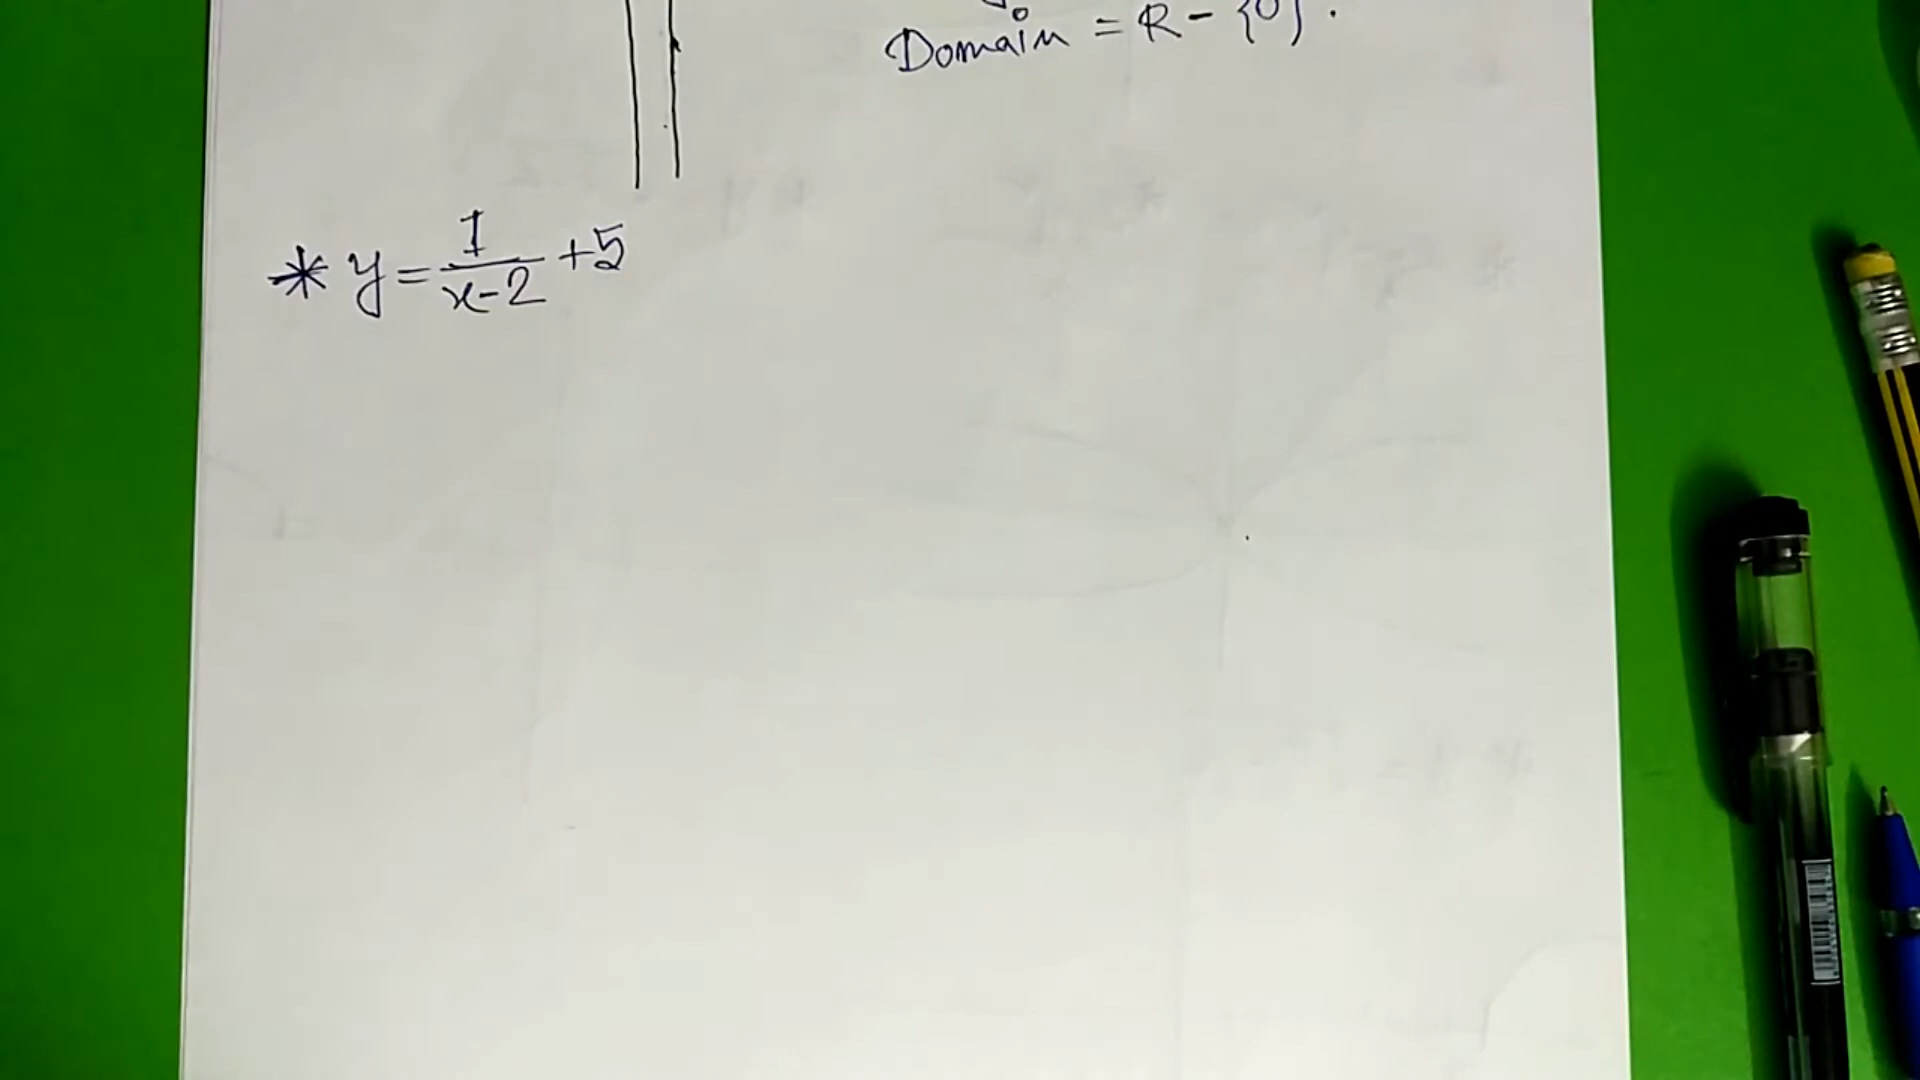 Domain = R - {0}.
* y = 1/(x-2) + 5